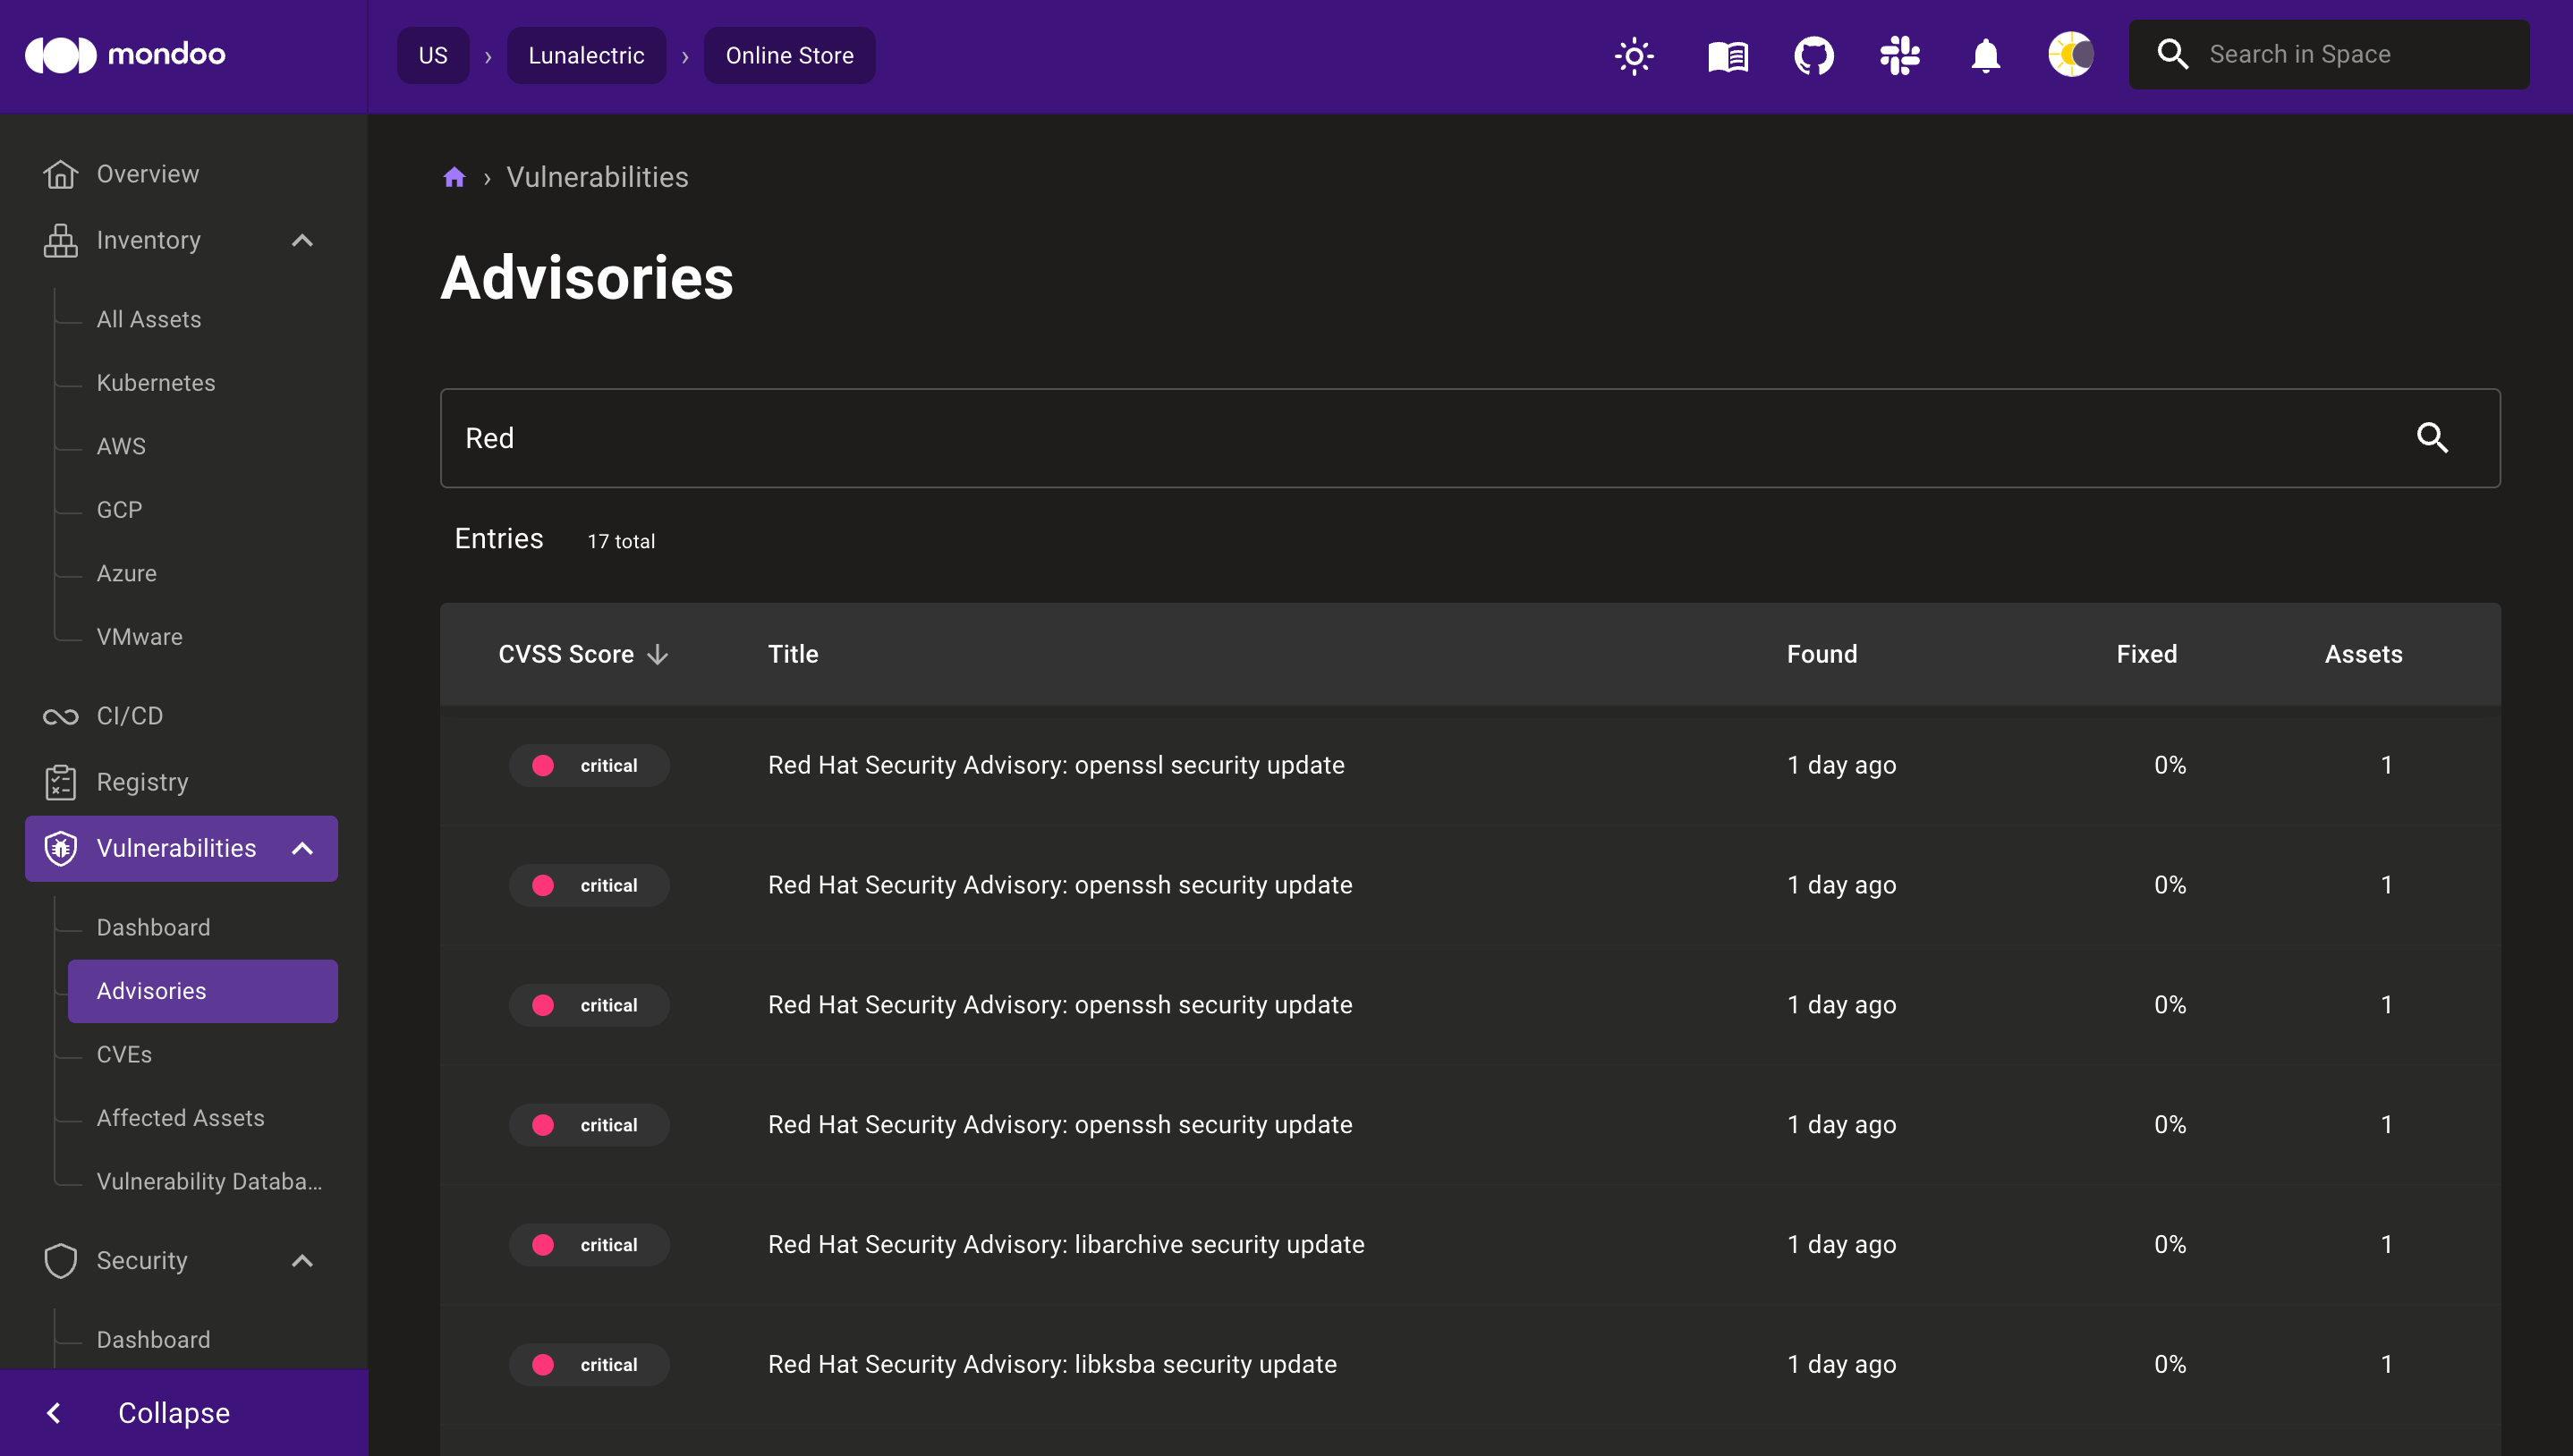 mondoo
US › Lunalectric › Online Store
Search in Space
Overview
Inventory
All Assets
Kubernetes
AWS
GCP
Azure
VMware
CI/CD
Registry
Vulnerabilities
Dashboard
Advisories
CVEs
Affected Assets
Vulnerability Databa...
Security
Dashboard
Collapse
› Vulnerabilities
Advisories
Red
Entries 17 total
CVSS Score Title Found Fixed Assets
critical Red Hat Security Advisory: openssl security update 1 day ago 0% 1
critical Red Hat Security Advisory: openssh security update 1 day ago 0% 1
critical Red Hat Security Advisory: openssh security update 1 day ago 0% 1
critical Red Hat Security Advisory: openssh security update 1 day ago 0% 1
critical Red Hat Security Advisory: libarchive security update 1 day ago 0% 1
critical Red Hat Security Advisory: libksba security update 1 day ago 0% 1